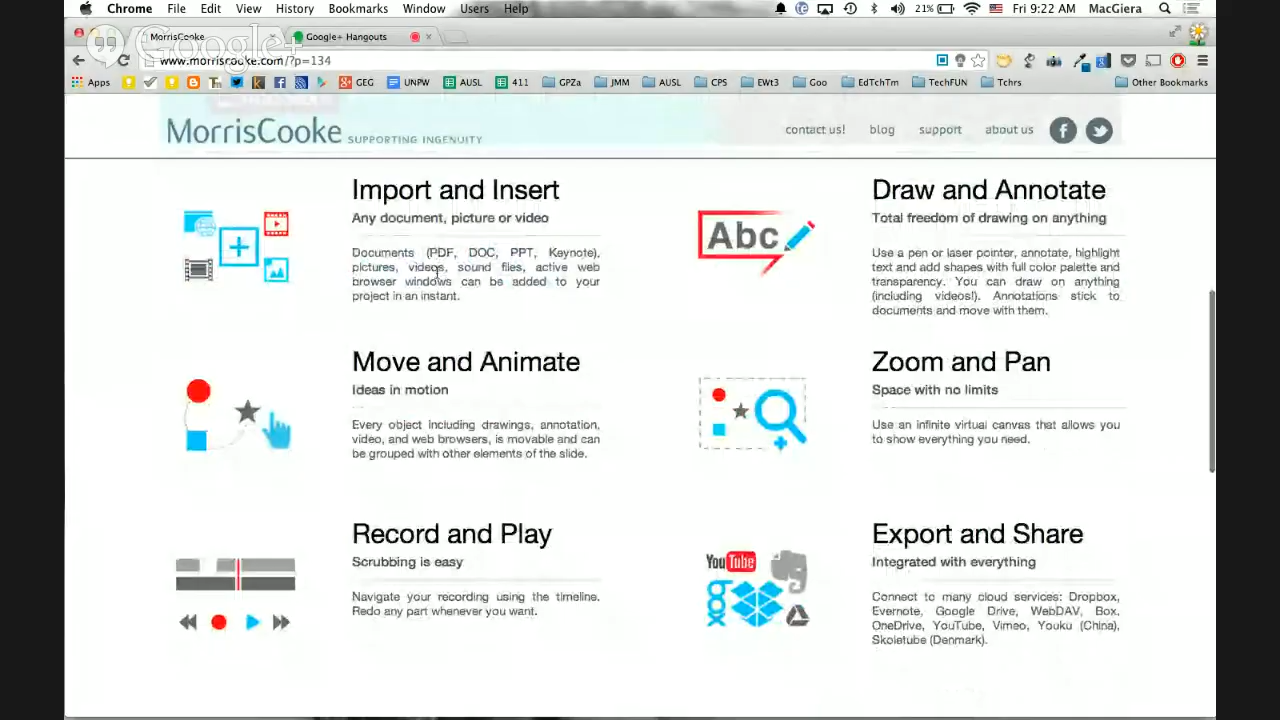 Chrome File Edit View History Bookmarks Window Users Help 21% Fri 9:22 AM MacGiera
MorrisCooke Google+ Hangouts
Google+
www.morriscooke.com/?p=134
Apps GEG UNPW AUSL 411 GPZa JMM AUSL CPS EWt3 Goo EdTchTm TechFUN Tchrs Other Bookmarks
MorrisCooke SUPPORTING INGENUITY contact us! blog support about us
Import and Insert
Any document, picture or video
Documents (PDF, DOC, PPT, Keynote),
pictures, videos, sound files, active web
browser windows can be added to your
project in an instant.
Abc
Draw and Annotate
Total freedom of drawing on anything
Use a pen or laser pointer, annotate, highlight
text and add shapes with full color palette and
transparency. You can draw on anything
(including videos!). Annotations stick to
documents and move with them.
Move and Animate
Ideas in motion
Every object including drawings, annotation,
video, and web browsers, is movable and can
be grouped with other elements of the slide.
Zoom and Pan
Space with no limits
Use an infinite virtual canvas that allows you
to show everything you need.
Record and Play
Scrubbing is easy
Navigate your recording using the timeline.
Redo any part whenever you want.
YouTube
box
Export and Share
Integrated with everything
Connect to many cloud services: Dropbox,
Evernote, Google Drive, WebDAV, Box,
OneDrive, YouTube, Vimeo, Youku (China),
Skoletube (Denmark).